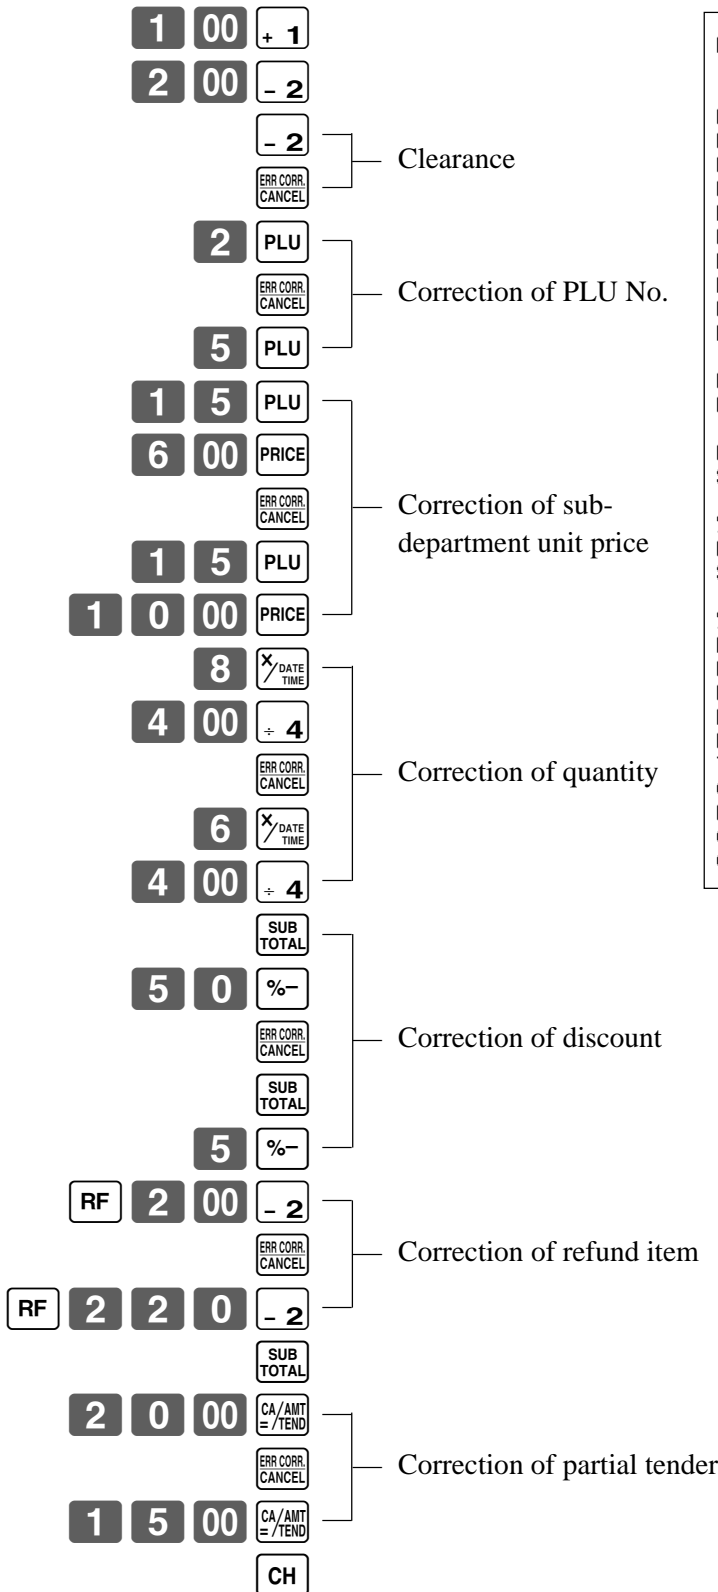 1 00 + 1
2 00 - 2
- 2
Clearance
ERR CORR. CANCEL
2 PLU
ERR CORR. CANCEL
Correction of PLU No.
5 PLU
1 5 PLU
6 00 PRICE
ERR CORR. CANCEL
Correction of sub-
department unit price
1 5 PLU
1 0 00 PRICE
8 X/DATE TIME
4 00 ÷ 4
ERR CORR. CANCEL
Correction of quantity
6 X/DATE TIME
4 00 ÷ 4
SUB TOTAL
5 0 %-
ERR CORR. CANCEL
Correction of discount
SUB TOTAL
5 %-
RF 2 00 - 2
ERR CORR. CANCEL
Correction of refund item
RF 2 2 0 - 2
SUB TOTAL
2 0 00 CA/AMT = /TEND
ERR CORR. CANCEL
Correction of partial tender
1 5 00 CA/AMT = /TEND
CH